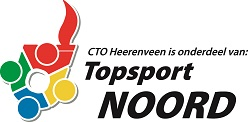 CTO Heerenveen is onderdeel van:
Topsport
NOORD